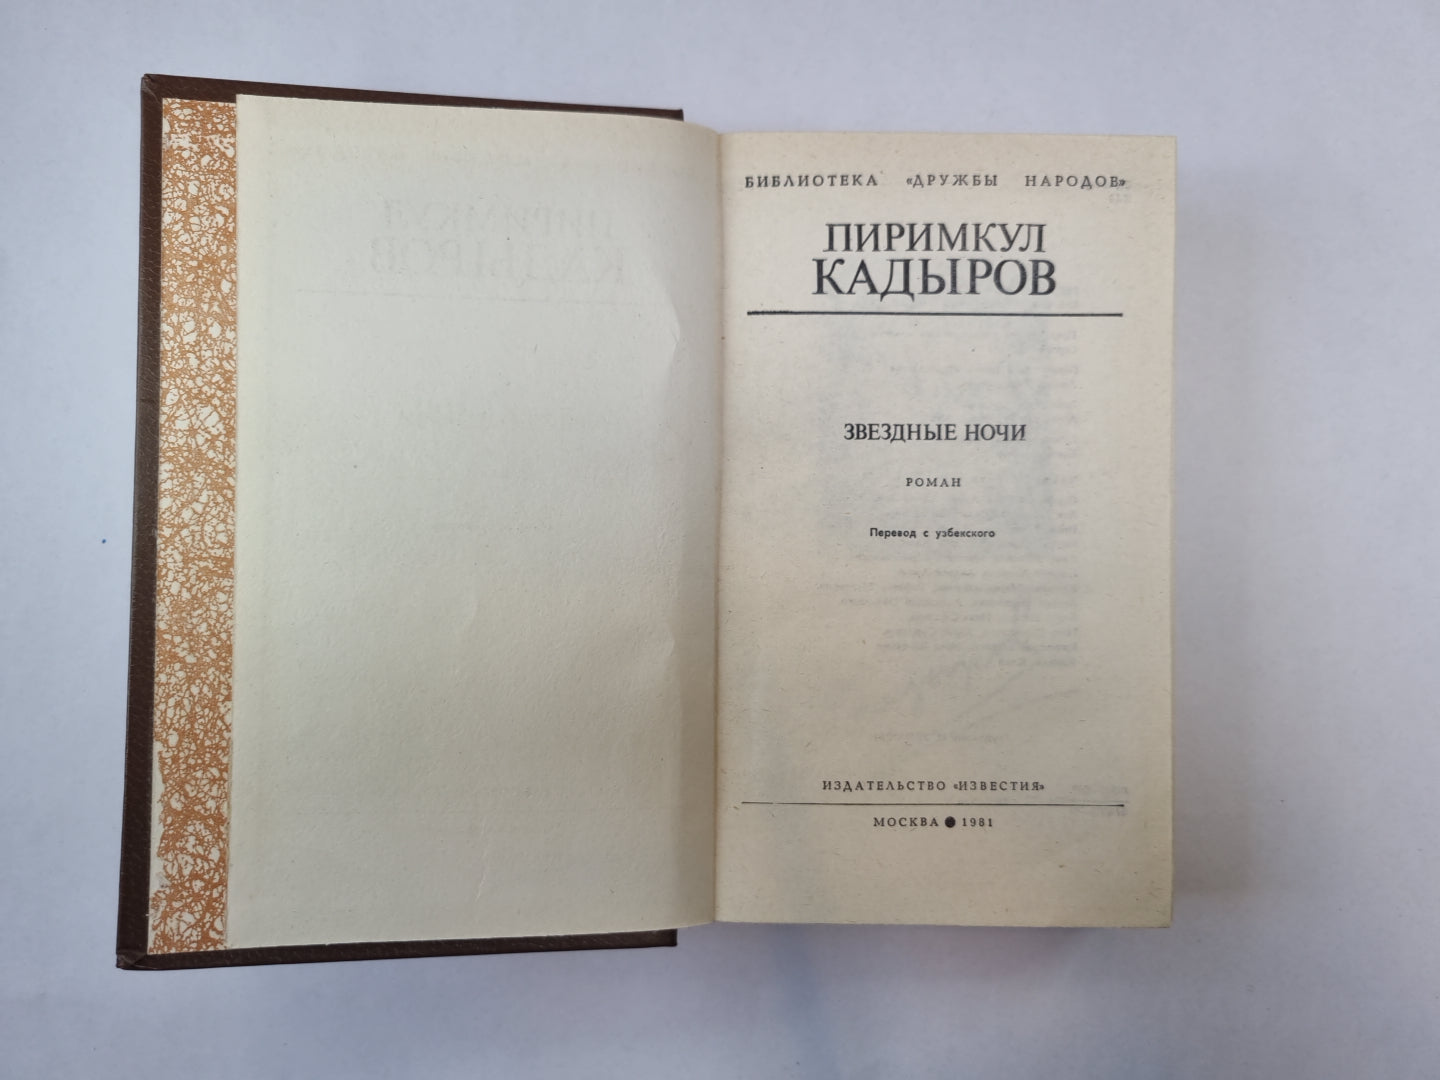 БИБЛИОТЕКА «ДРУЖБЫ НАРОДОВ»
ПИРИМКУЛ
КАДЫРОВ
ЗВЕЗДНЫЕ НОЧИ
РОМАН
Перевод с узбекского
ИЗДАТЕЛЬСТВО «ИЗВЕСТИЯ»
МОСКВА ● 1981